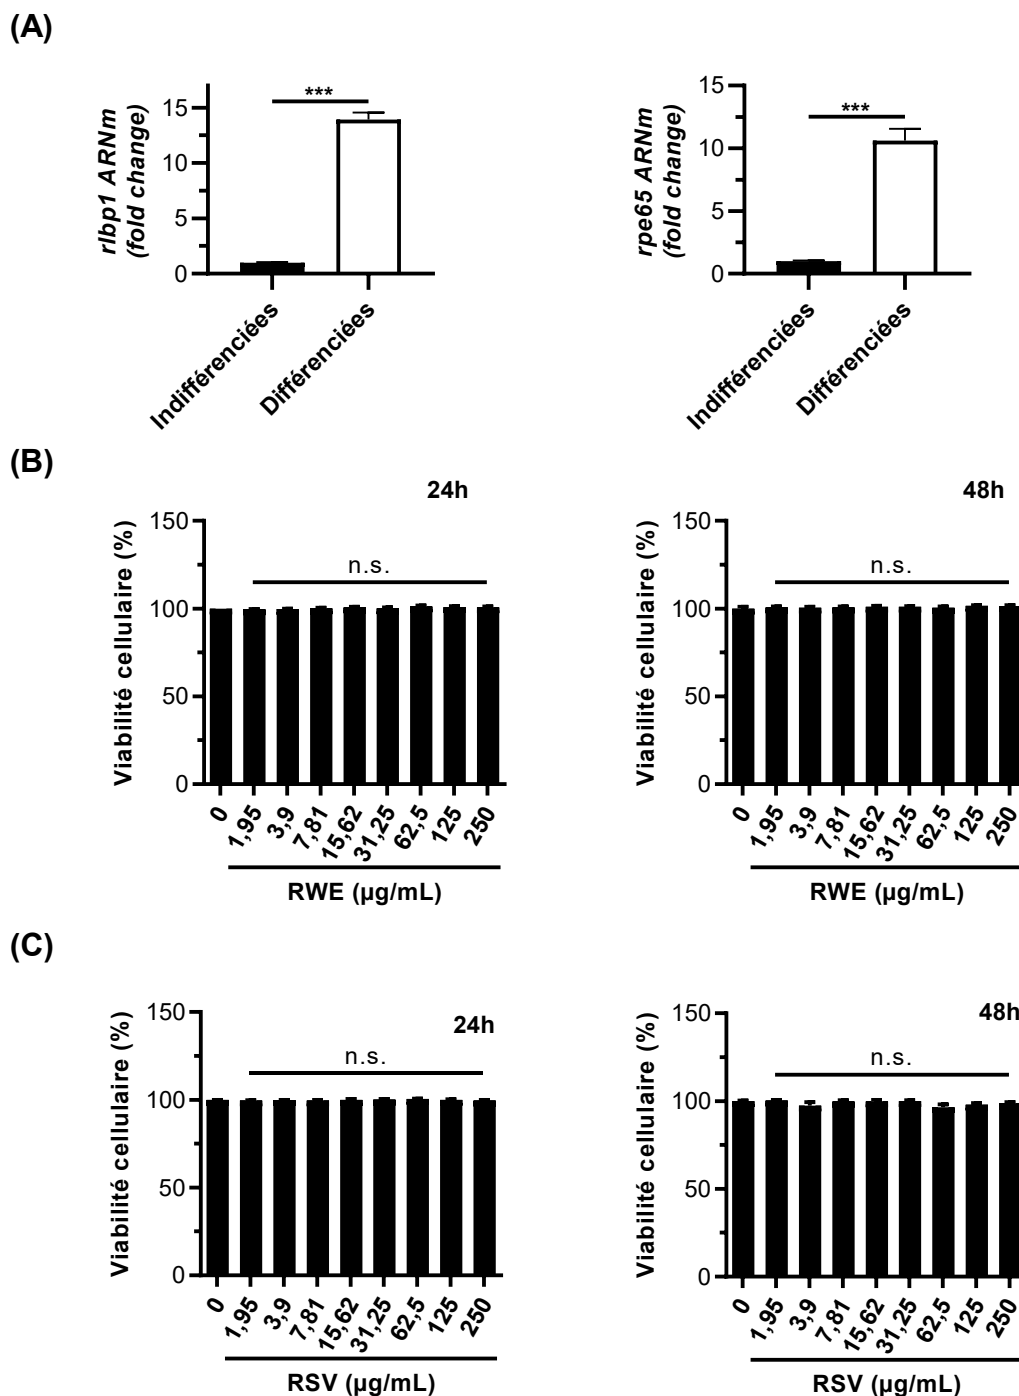 (A)
rlbp1 ARNm
(fold change)
15
10
5
0
***
Indifférenciées
Différenciées
rpe65 ARNm
(fold change)
15
10
5
0
***
Indifférenciées
Différenciées
(B)
24h
Viabilité cellulaire (%)
150
100
50
0
n.s.
0 1,95 3,9 7,81 15,62 31,25 62,5 125 250
RWE (µg/mL)
48h
Viabilité cellulaire (%)
150
100
50
0
n.s.
0 1,95 3,9 7,81 15,62 31,25 62,5 125 250
RWE (µg/mL)
(C)
24h
Viabilité cellulaire (%)
150
100
50
0
n.s.
0 1,95 3,9 7,81 15,62 31,25 62,5 125 250
RSV (µg/mL)
48h
Viabilité cellulaire (%)
150
100
50
0
n.s.
0 1,95 3,9 7,81 15,62 31,25 62,5 125 250
RSV (µg/mL)